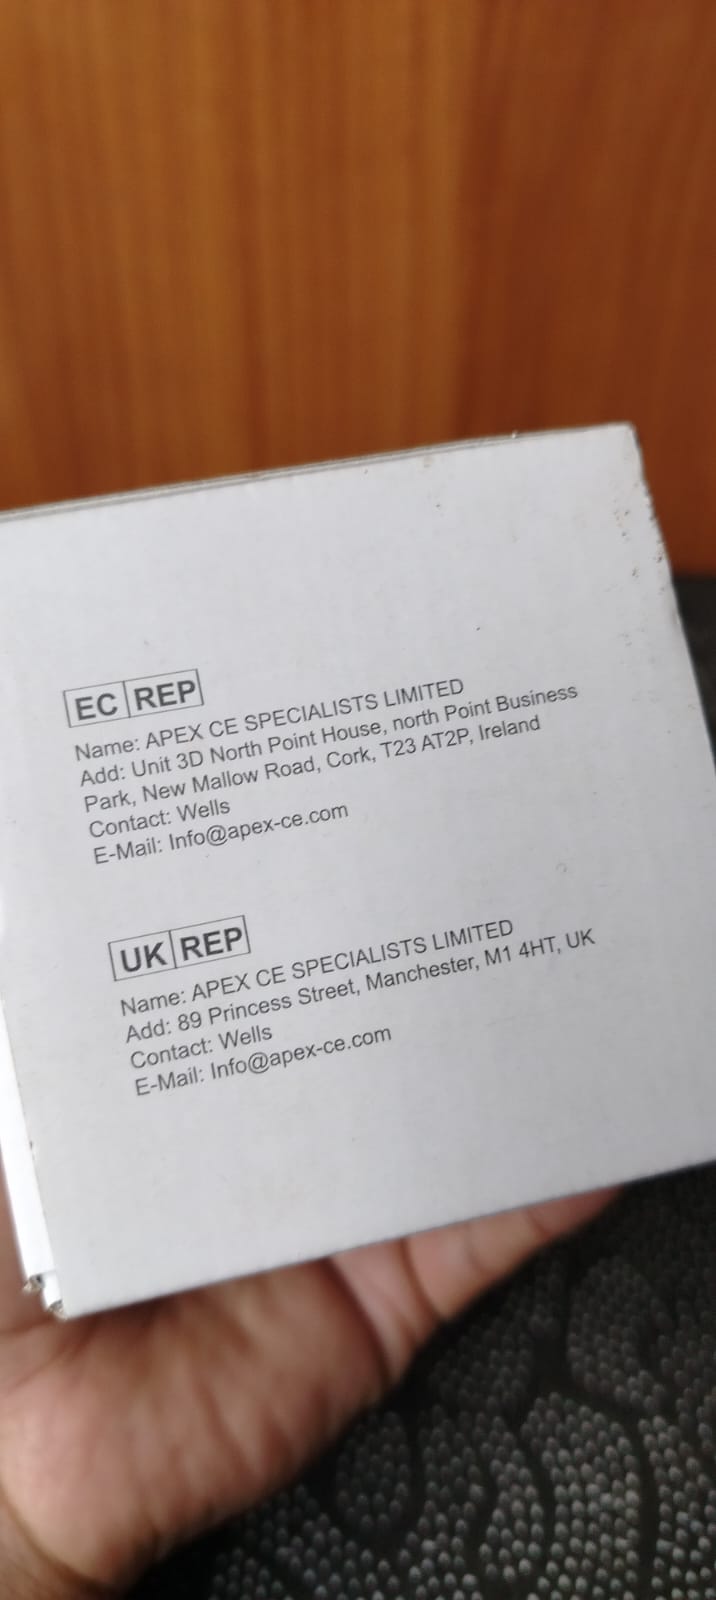 EC REP
Name: APEX CE SPECIALISTS LIMITED
Add: Unit 3D North Point House, north Point Business
Park, New Mallow Road, Cork, T23 AT2P, Ireland
Contact: Wells
E-Mail: Info@apex-ce.com
UK REP
Name: APEX CE SPECIALISTS LIMITED
Add: 89 Princess Street, Manchester, M1 4HT, UK
Contact: Wells
E-Mail: Info@apex-ce.com